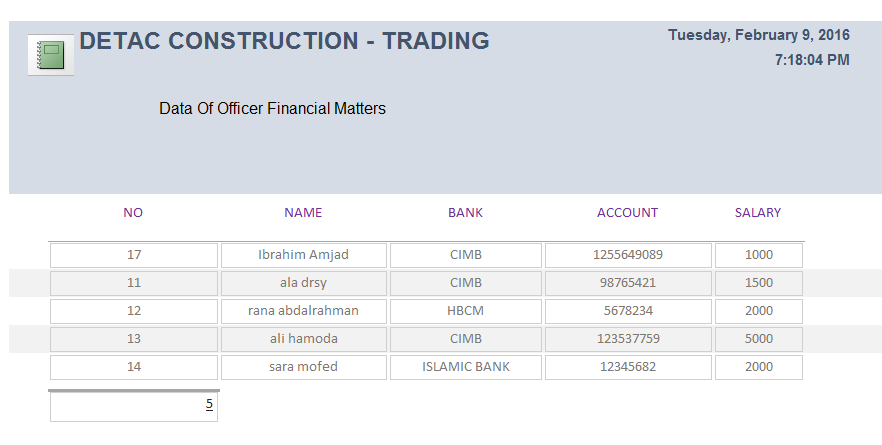 DETAC CONSTRUCTION - TRADING
Tuesday, February 9, 2016
7:18:04 PM
Data Of Officer Financial Matters
NO NAME BANK ACCOUNT SALARY
17 Ibrahim Amjad CIMB 1255649089 1000
11 ala drsy CIMB 98765421 1500
12 rana abdalrahman HBCM 5678234 2000
13 ali hamoda CIMB 123537759 5000
14 sara mofed ISLAMIC BANK 12345682 2000
5